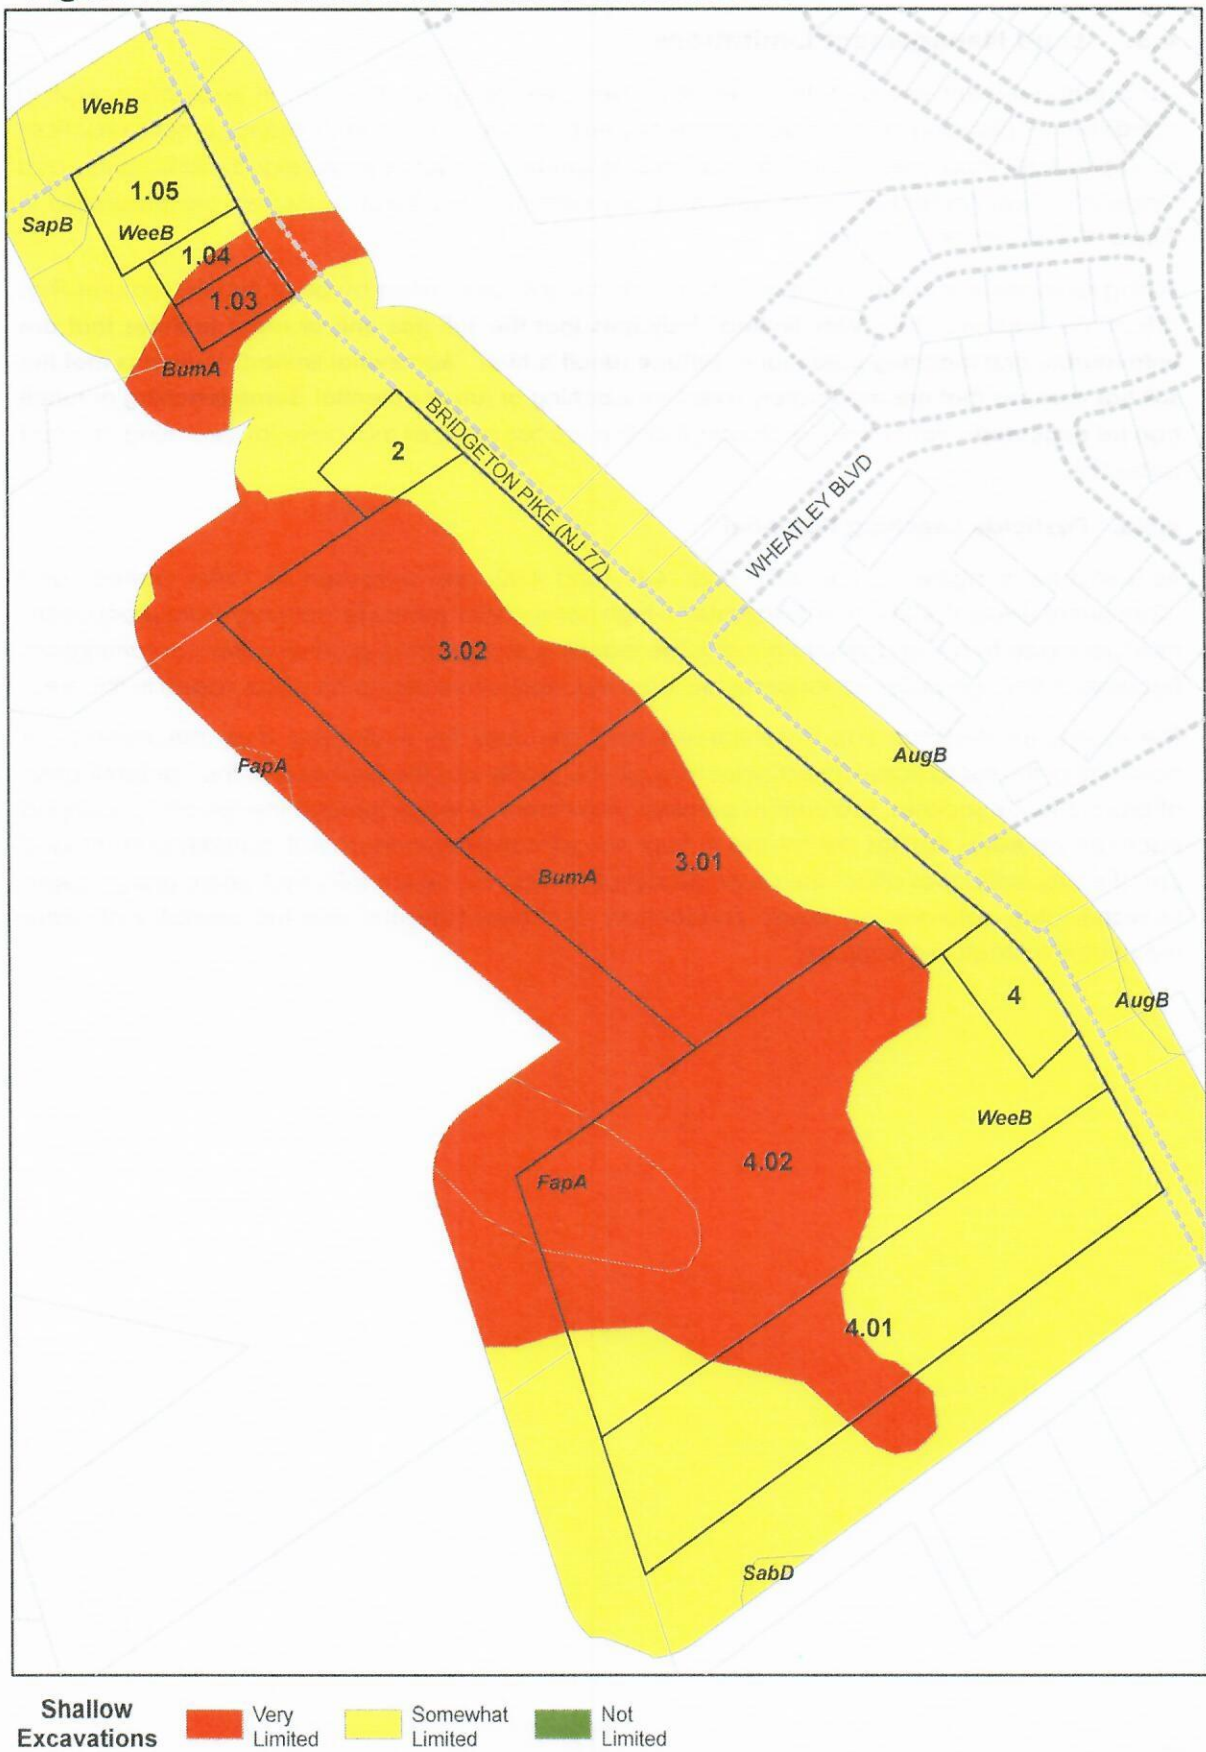 WehB
1.05
SapB
WeeB
1.04
1.03
BumA
2
BRIDGETON PIKE (NJ 77)
WHEATLEY BLVD
3.02
AugB
FapA
3.01
BumA
4
AugB
WeeB
4.02
FapA
4.01
SabD
Shallow
Excavations
Very
Limited
Somewhat
Limited
Not
Limited